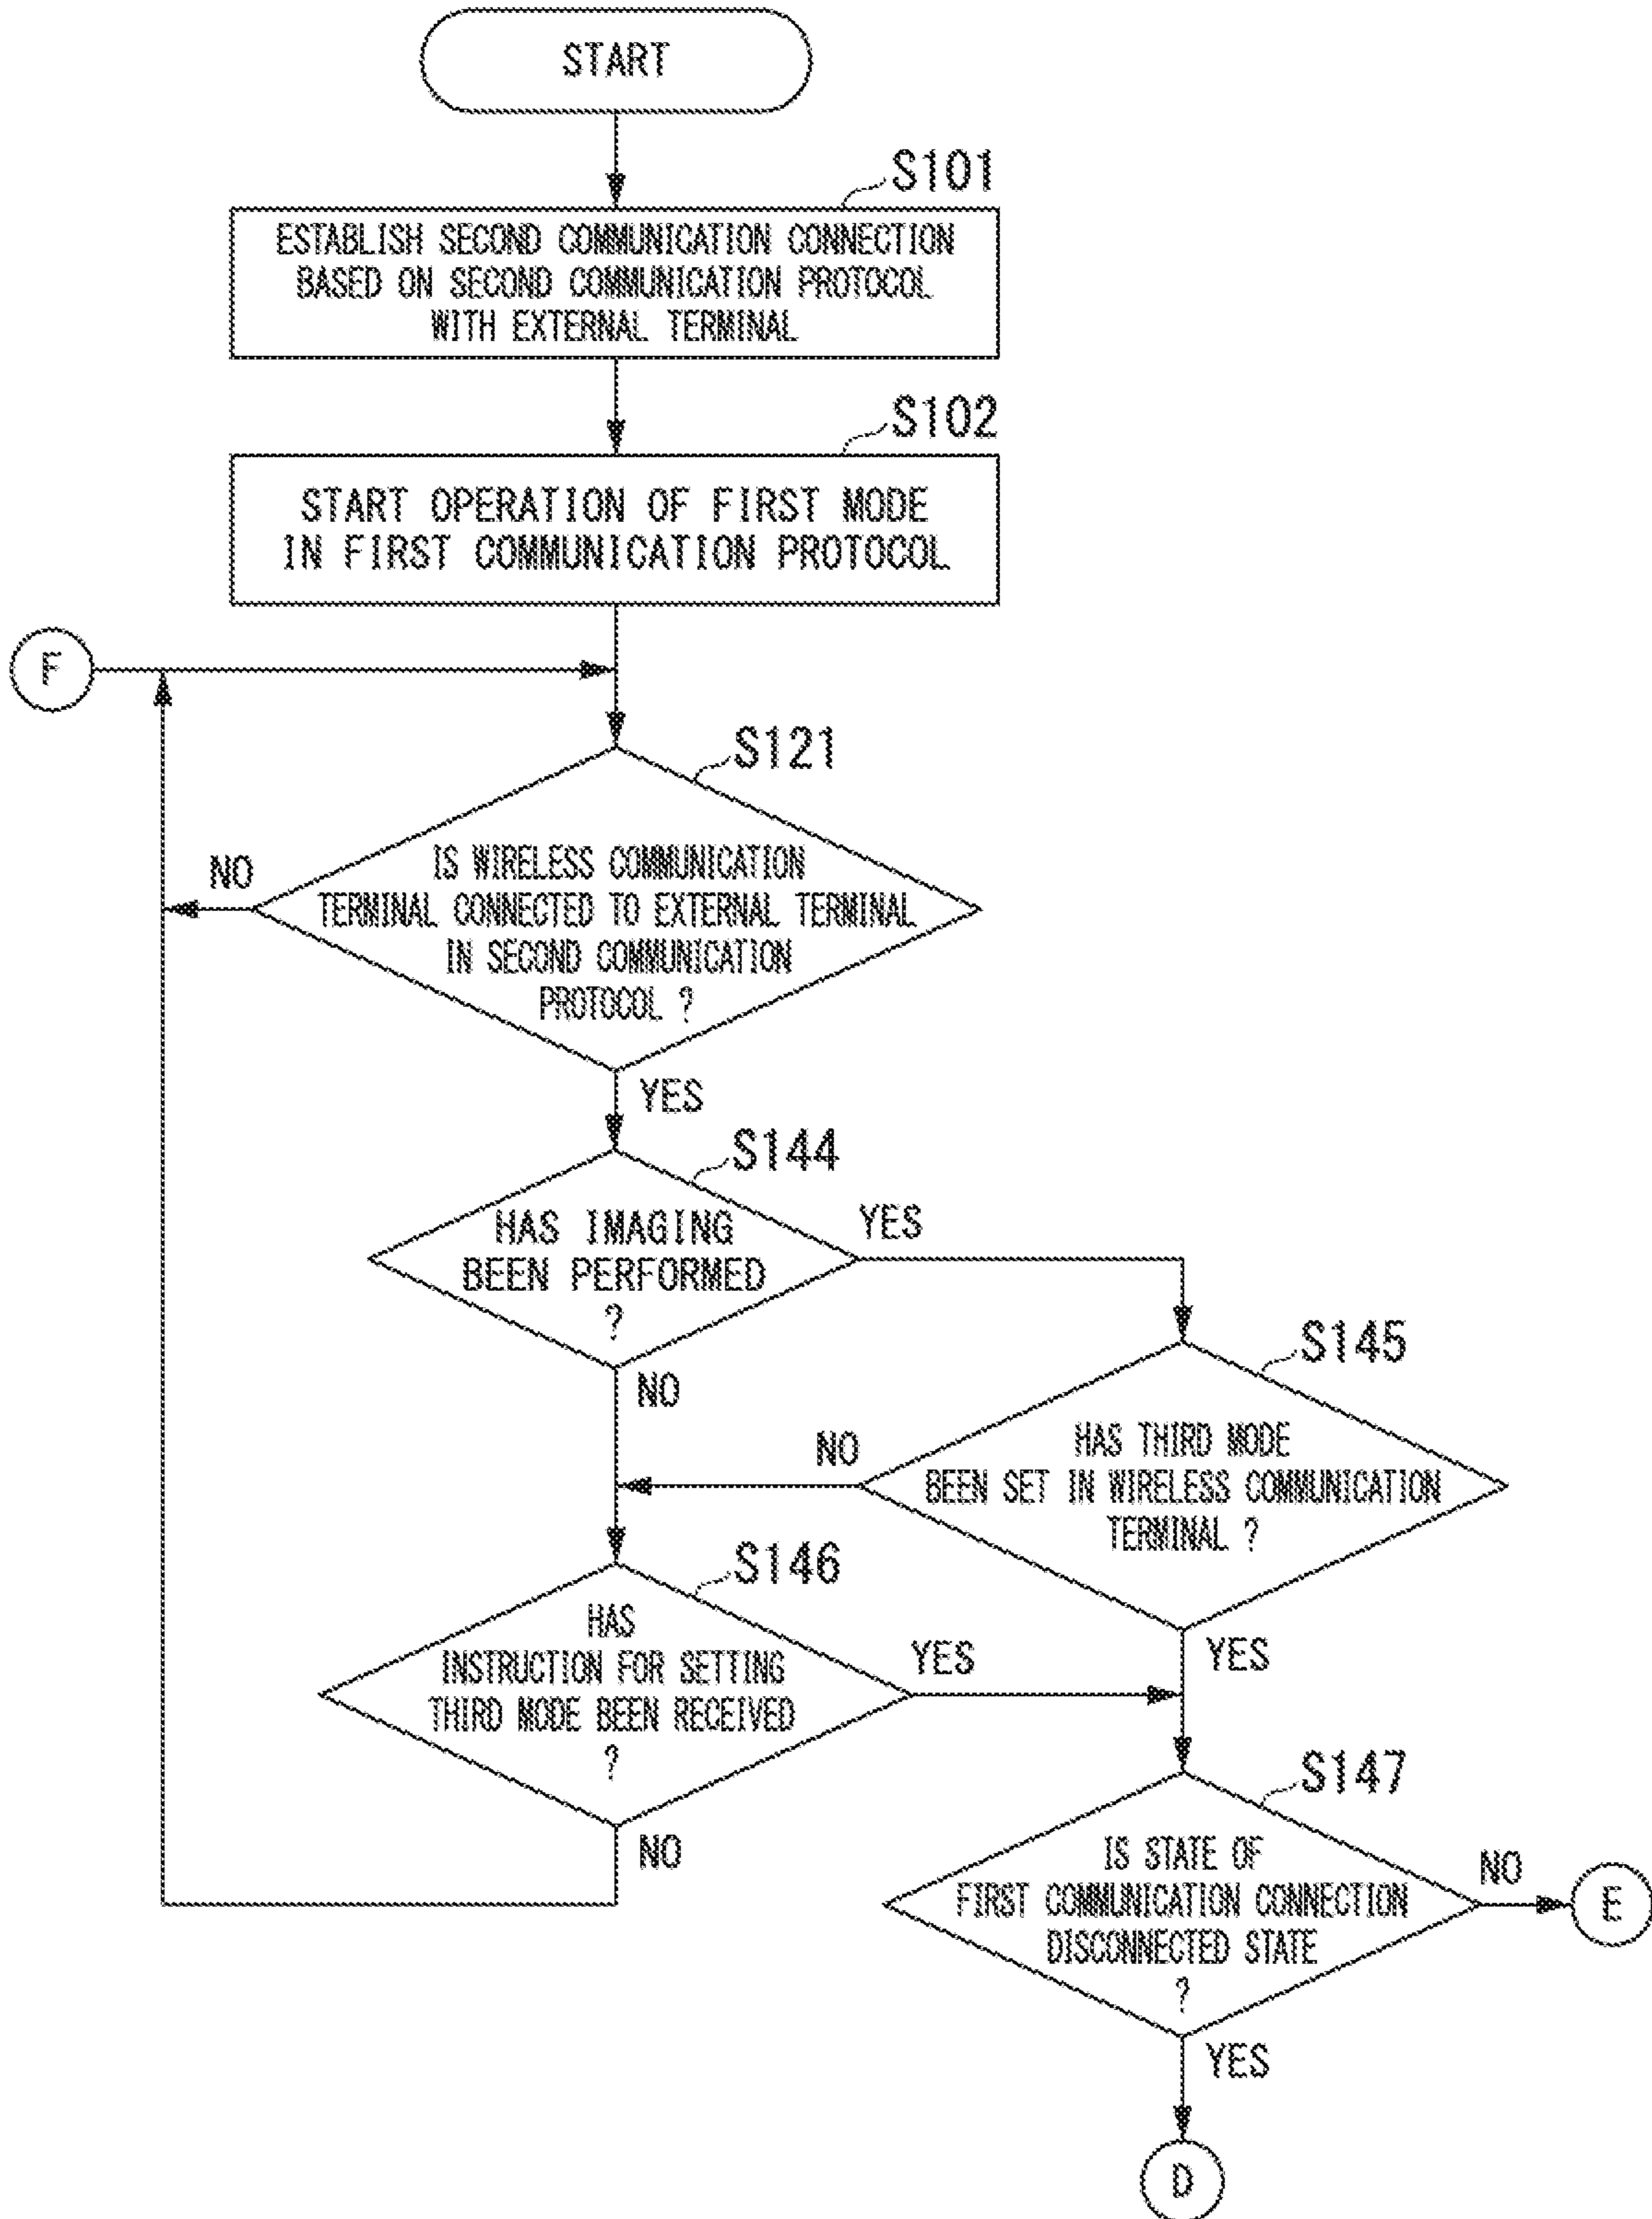 START
S101
ESTABLISH SECOND COMMUNICATION CONNECTION
BASED ON SECOND COMMUNICATION PROTOCOL
WITH EXTERNAL TERMINAL
S102
START OPERATION OF FIRST MODE
IN FIRST COMMUNICATION PROTOCOL
F
S121
IS WIRELESS COMMUNICATION
TERMINAL CONNECTED TO EXTERNAL TERMINAL
IN SECOND COMMUNICATION
PROTOCOL ?
NO
YES
S144
HAS IMAGING
BEEN PERFORMED
?
YES
NO
S145
HAS THIRD MODE
BEEN SET IN WIRELESS COMMUNICATION
TERMINAL ?
NO
YES
S146
HAS
INSTRUCTION FOR SETTING
THIRD MODE BEEN RECEIVED
?
YES
NO
S147
IS STATE OF
FIRST COMMUNICATION CONNECTION
DISCONNECTED STATE
?
NO
E
YES
D